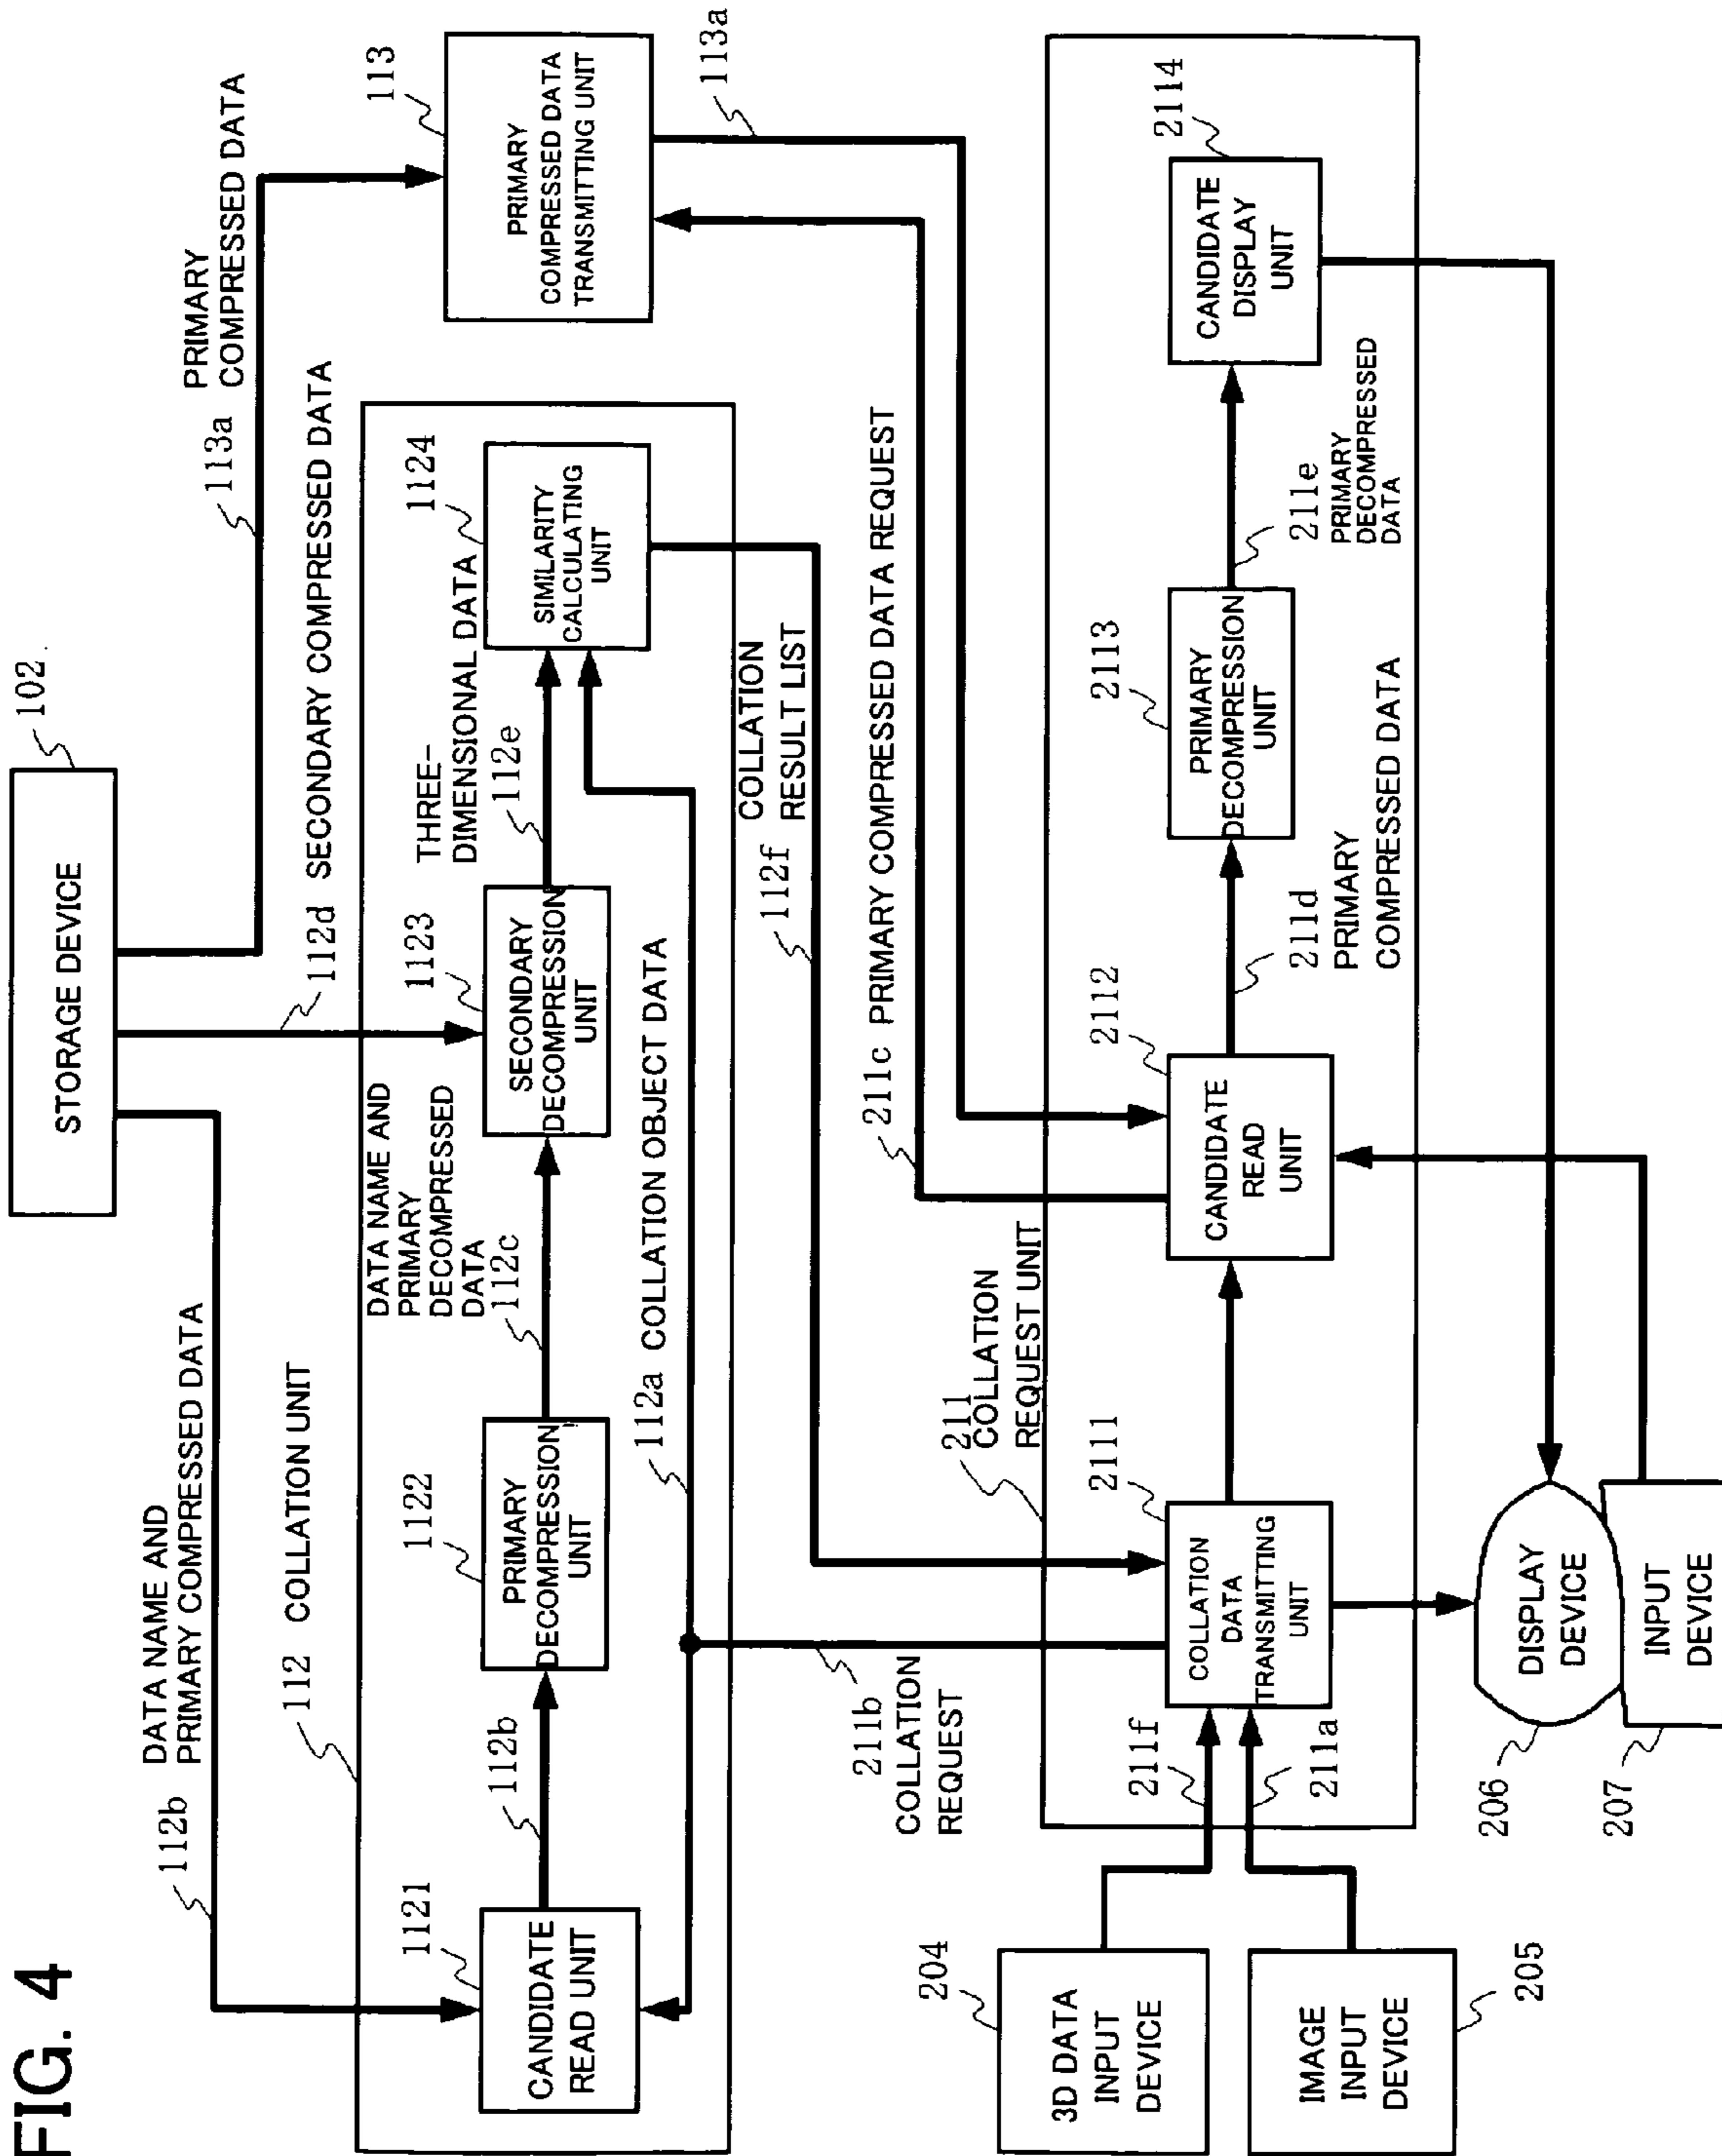 FIG. 4
STORAGE DEVICE
102
112b
DATA NAME AND
PRIMARY COMPRESSED DATA
112d SECONDARY COMPRESSED DATA
113a
PRIMARY
COMPRESSED DATA
112 COLLATION UNIT
CANDIDATE
READ UNIT
1121
112b
PRIMARY
DECOMPRESSION
UNIT
1122
DATA NAME AND
PRIMARY
DECOMPRESSED
DATA
112c
SECONDARY
DECOMPRESSION
UNIT
1123
THREE-
DIMENSIONAL DATA
112e
SIMILARITY
CALCULATING
UNIT
1124
PRIMARY
COMPRESSED DATA
TRANSMITTING UNIT
113
113a
112a COLLATION OBJECT DATA
COLLATION
RESULT LIST
112f
211c PRIMARY COMPRESSED DATA REQUEST
211b
COLLATION
REQUEST
211
COLLATION
REQUEST UNIT
3D DATA
INPUT
DEVICE
204
IMAGE
INPUT
DEVICE
205
211f
211a
COLLATION
DATA
TRANSMITTING
UNIT
2111
CANDIDATE
READ
UNIT
2112
211d
PRIMARY
COMPRESSED DATA
PRIMARY
DECOMPRESSION
UNIT
2113
211e
PRIMARY
DECOMPRESSED
DATA
CANDIDATE
DISPLAY
UNIT
2114
DISPLAY
DEVICE
206
INPUT
DEVICE
207